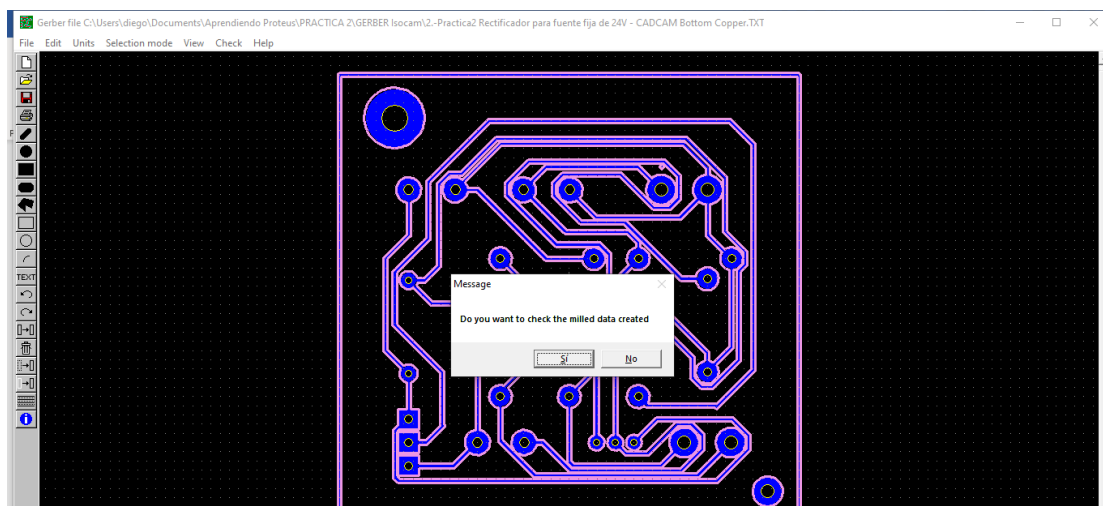 Gerber file C:\Users\diego\Documents\Aprendiendo Proteus\PRACTICA 2\GERBER Isocam\2.-Practica2 Rectificador para fuente fija de 24V - CADCAM Bottom Copper.TXT
File Edit Units Selection mode View Check Help
TEXT
Message
Do you want to check the milled data created
Sí No